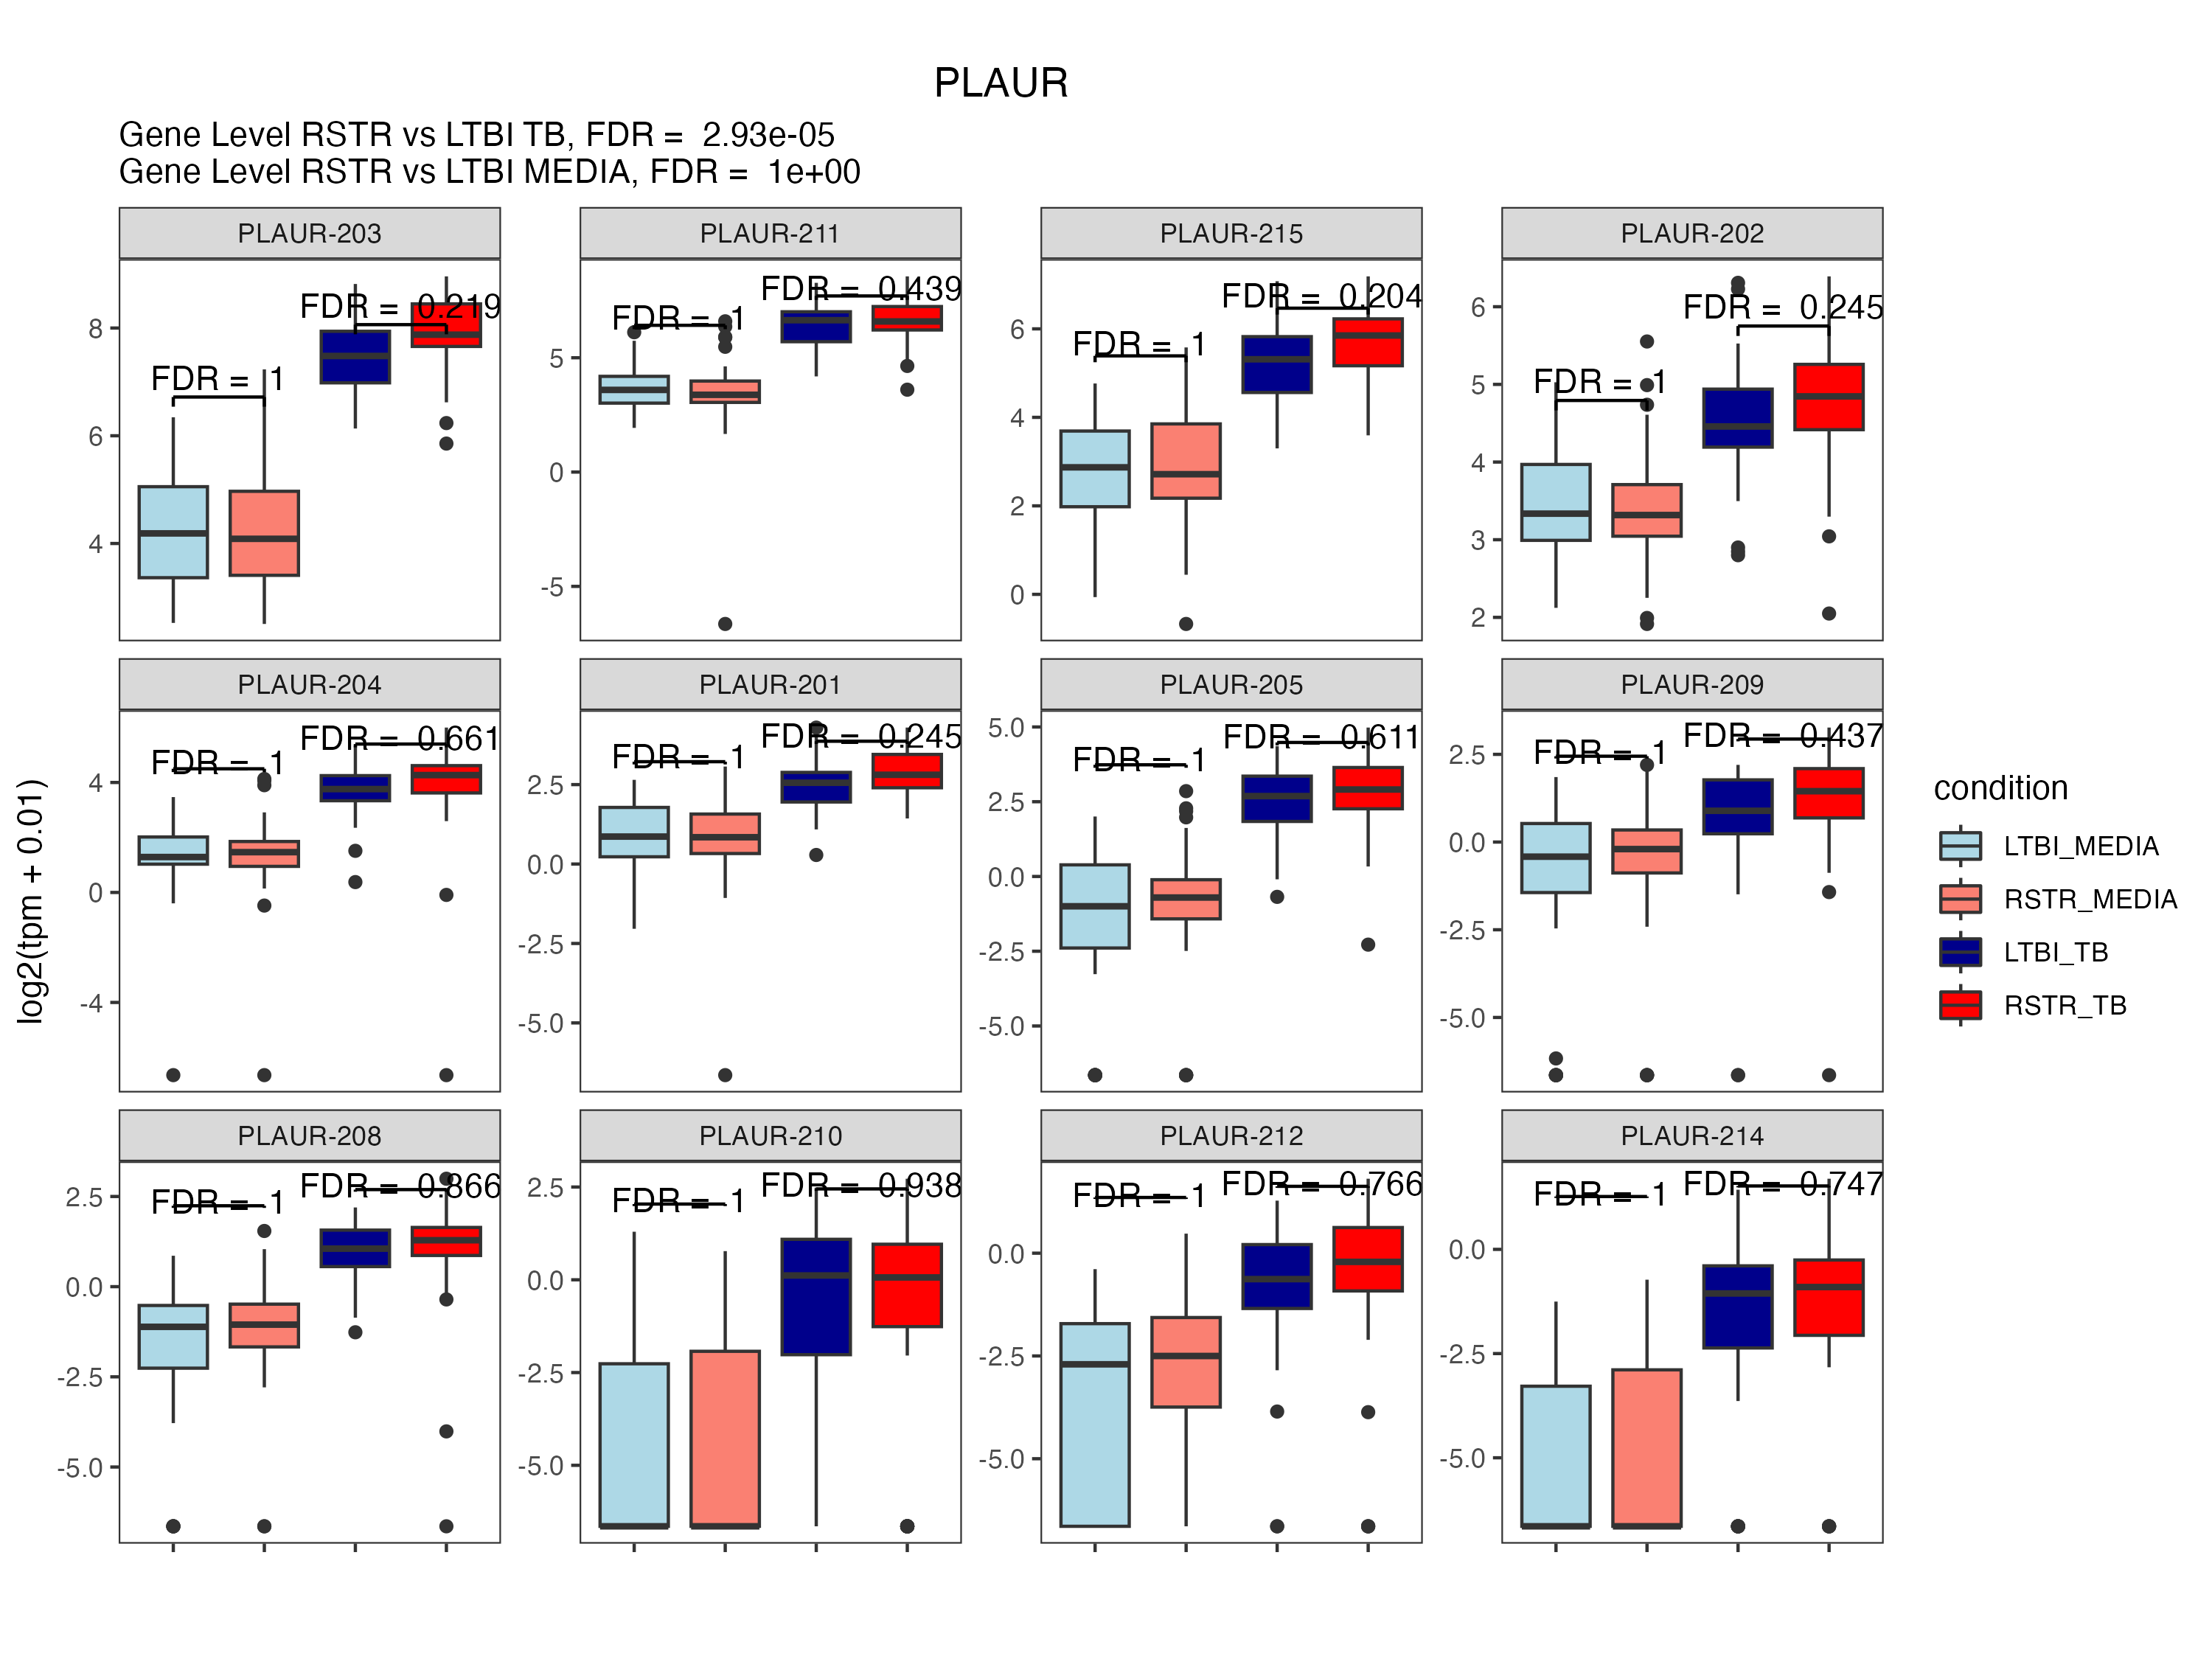 PLAUR
Gene Level RSTR vs LTBI TB, FDR =  2.93e-05
Gene Level RSTR vs LTBI MEDIA, FDR =  1e+00
log2(tpm + 0.01)
PLAUR-203
8
6
4
FDR =  1
FDR =  0.219
PLAUR-211
5
0
-5
FDR =  1
FDR =  0.439
PLAUR-215
6
4
2
0
FDR =  1
FDR =  0.204
PLAUR-202
6
5
4
3
2
FDR =  1
FDR =  0.245
PLAUR-204
4
0
-4
FDR =  1
FDR =  0.661
PLAUR-201
2.5
0.0
-2.5
-5.0
FDR =  1
FDR =  0.245
PLAUR-205
5.0
2.5
0.0
-2.5
-5.0
FDR =  1
FDR =  0.611
PLAUR-209
2.5
0.0
-2.5
-5.0
FDR =  1
FDR =  0.437
PLAUR-208
2.5
0.0
-2.5
-5.0
FDR =  1
FDR =  0.866
PLAUR-210
2.5
0.0
-2.5
-5.0
FDR =  1
FDR =  0.938
PLAUR-212
0.0
-2.5
-5.0
FDR =  1
FDR =  0.766
PLAUR-214
0.0
-2.5
-5.0
FDR =  1
FDR =  0.747
condition
LTBI_MEDIA
RSTR_MEDIA
LTBI_TB
RSTR_TB